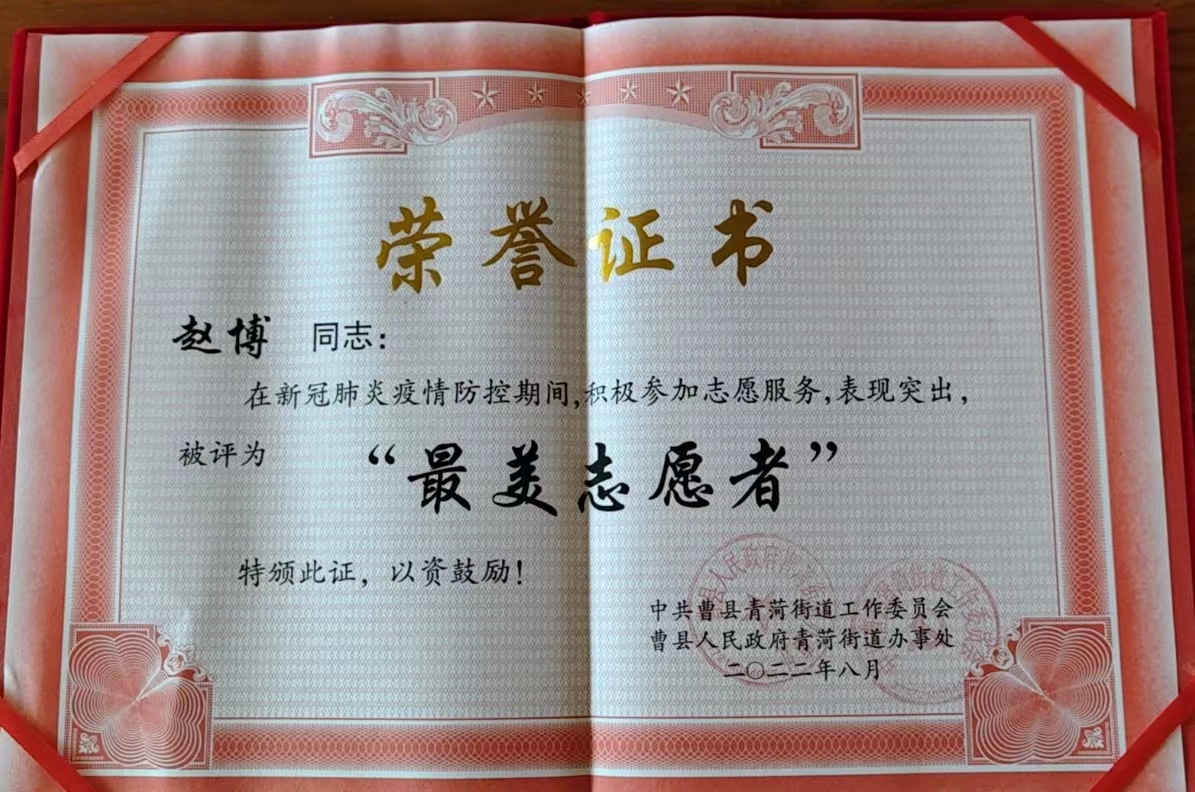 荣誉证书
赵博 同志：
在新冠肺炎疫情防控期间,积极参加志愿服务,表现突出，
被评为 “最美志愿者”
特颁此证，以资鼓励！
中共曹县青菏街道工作委员会
曹县人民政府青菏街道办事处
二〇二二年八月